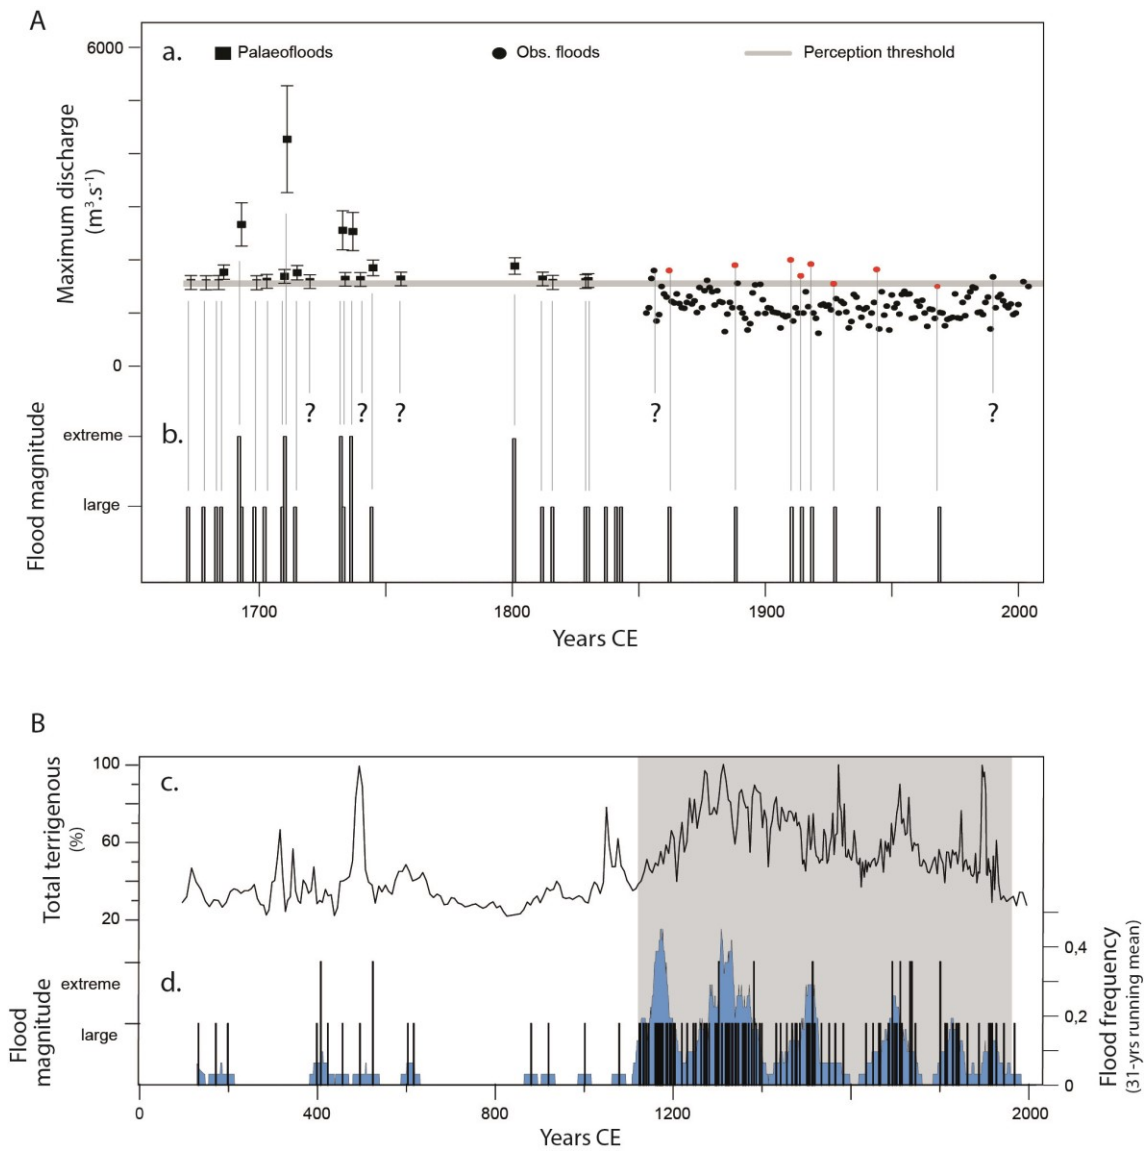 A
6000
a.
Palaeofloods
Obs. floods
Perception threshold
Maximum discharge
(m³.s⁻¹)
0
? ? ? ? ?
Flood magnitude
extreme
b.
large
1700 1800 1900 2000
Years CE
B
Total terrigenous
(%)
100
60
20
c.
Flood
magnitude
extreme
large
d.
0,4
0,2
0
Flood frequency
(31-yrs running mean)
0 400 800 1200 2000
Years CE